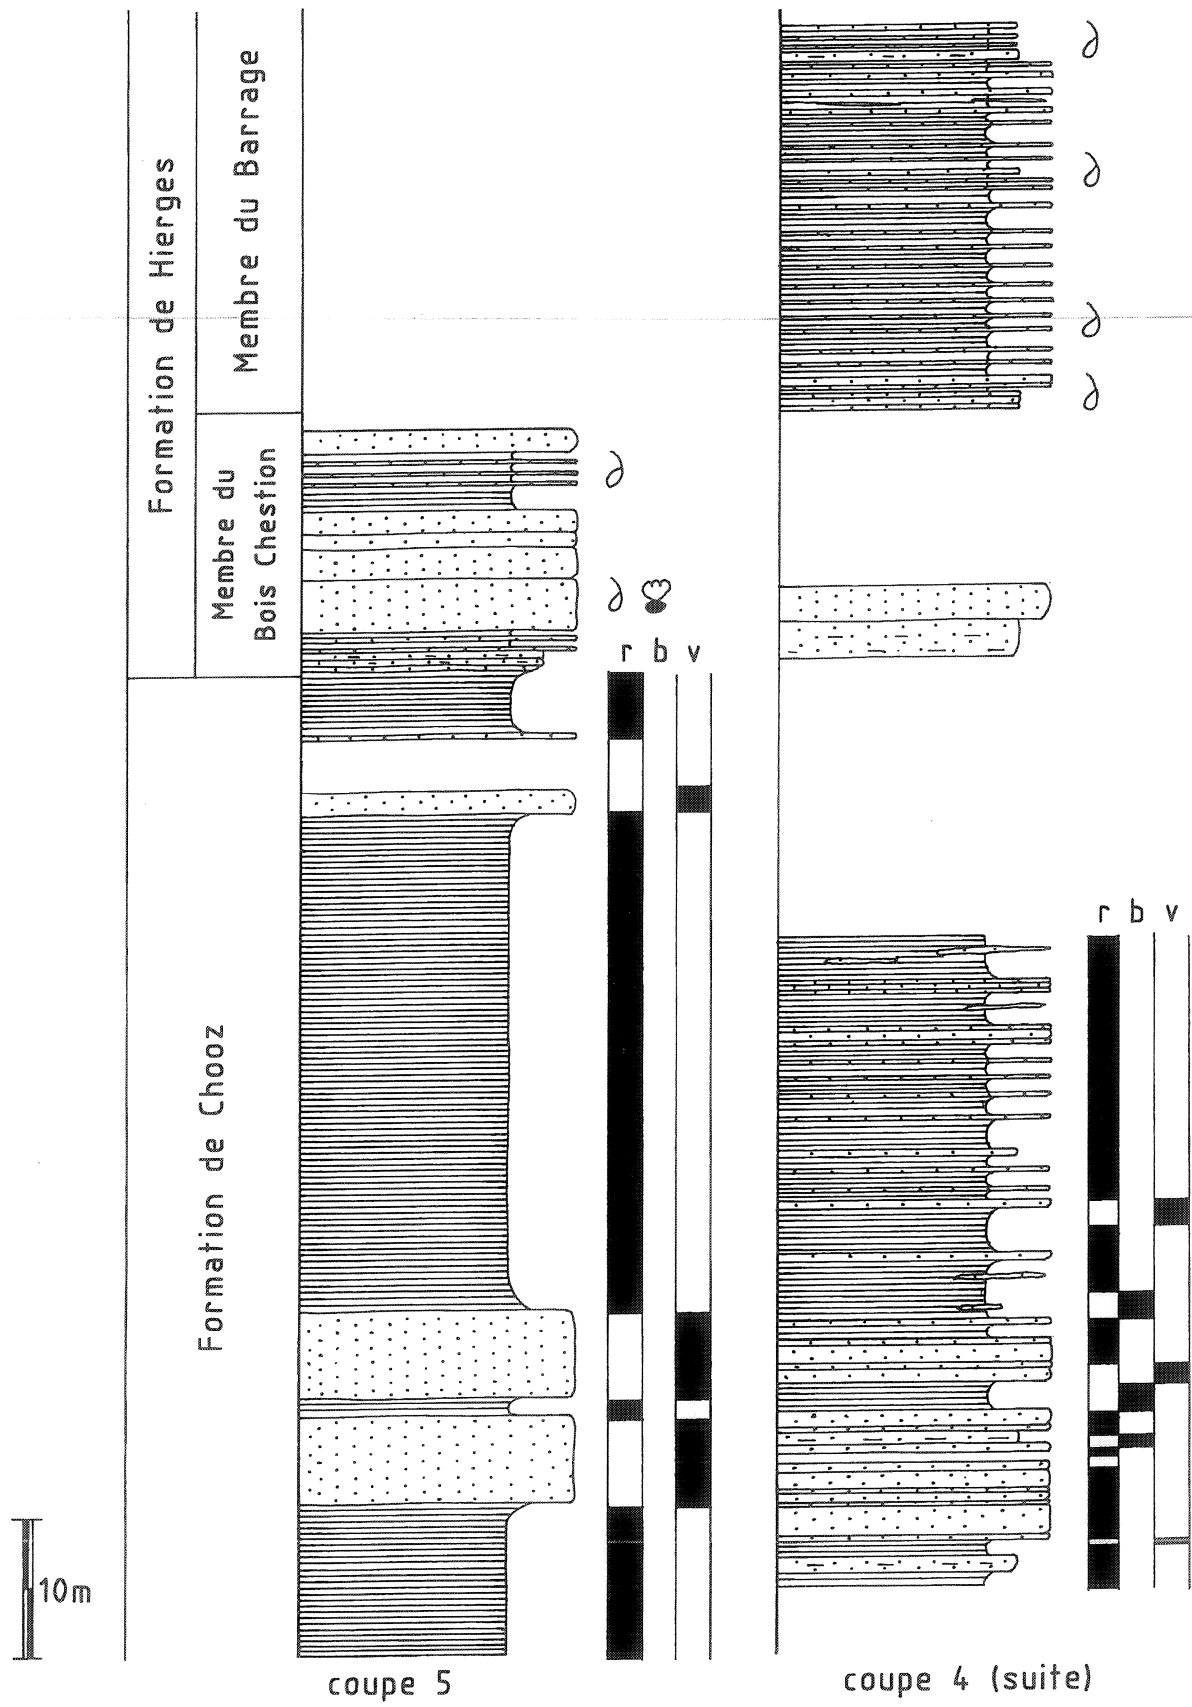 Formation de Hierges
Membre du Barrage
Membre du
Bois Chestion
Formation de Chooz
r b v
r b v
10m
coupe 5
coupe 4 (suite)